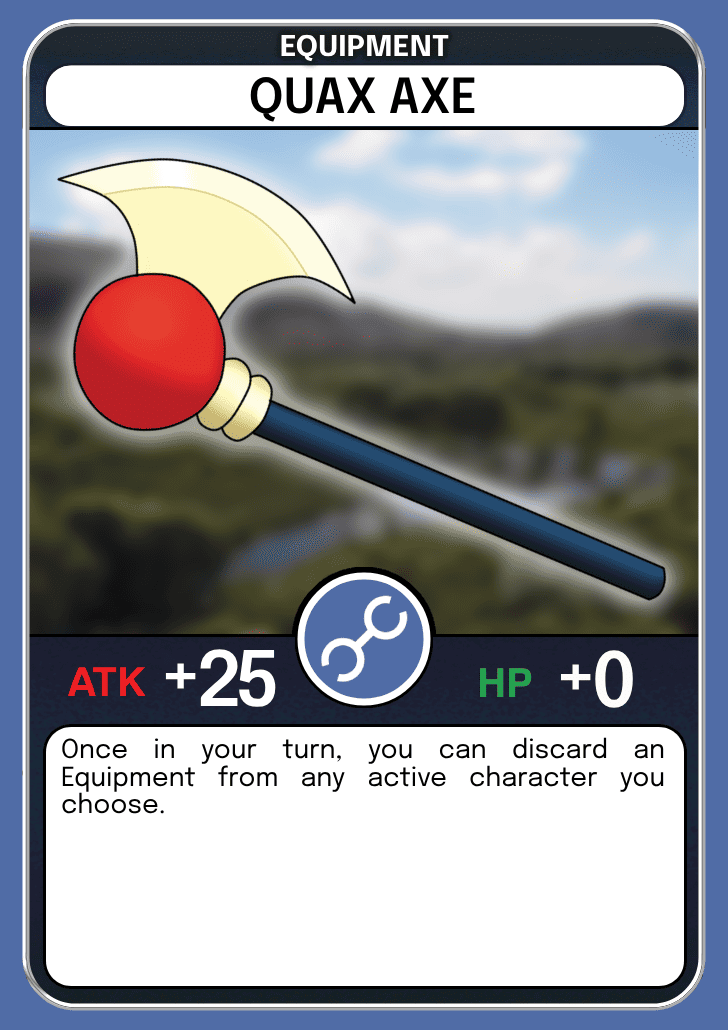 EQUIPMENT
QUAX AXE
ATK +25 HP +0
Once in your turn, you can discard an
Equipment from any active character you
choose.